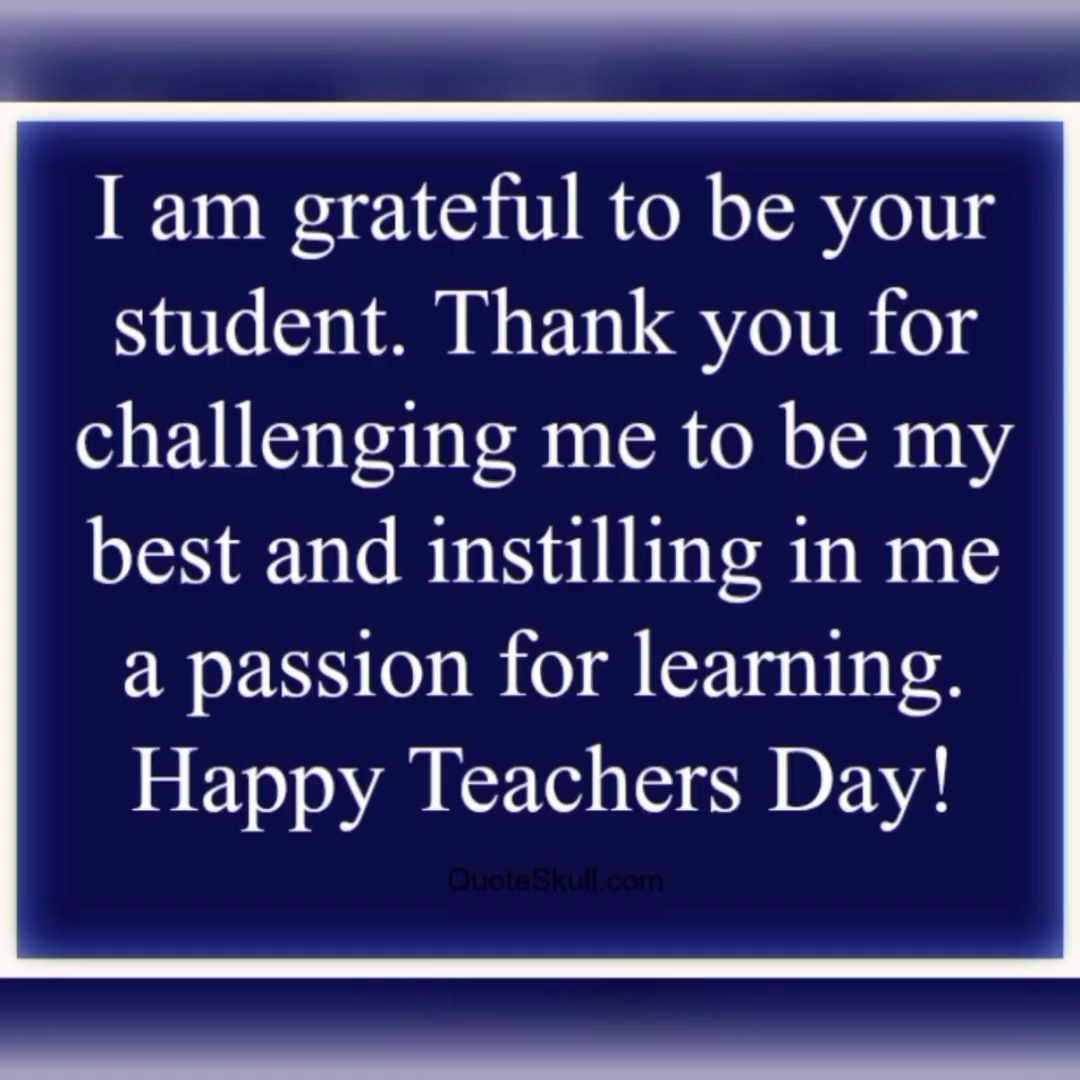 I am grateful to be your
student. Thank you for
challenging me to be my
best and instilling in me
a passion for learning.
Happy Teachers Day!
QuoteSkull.com